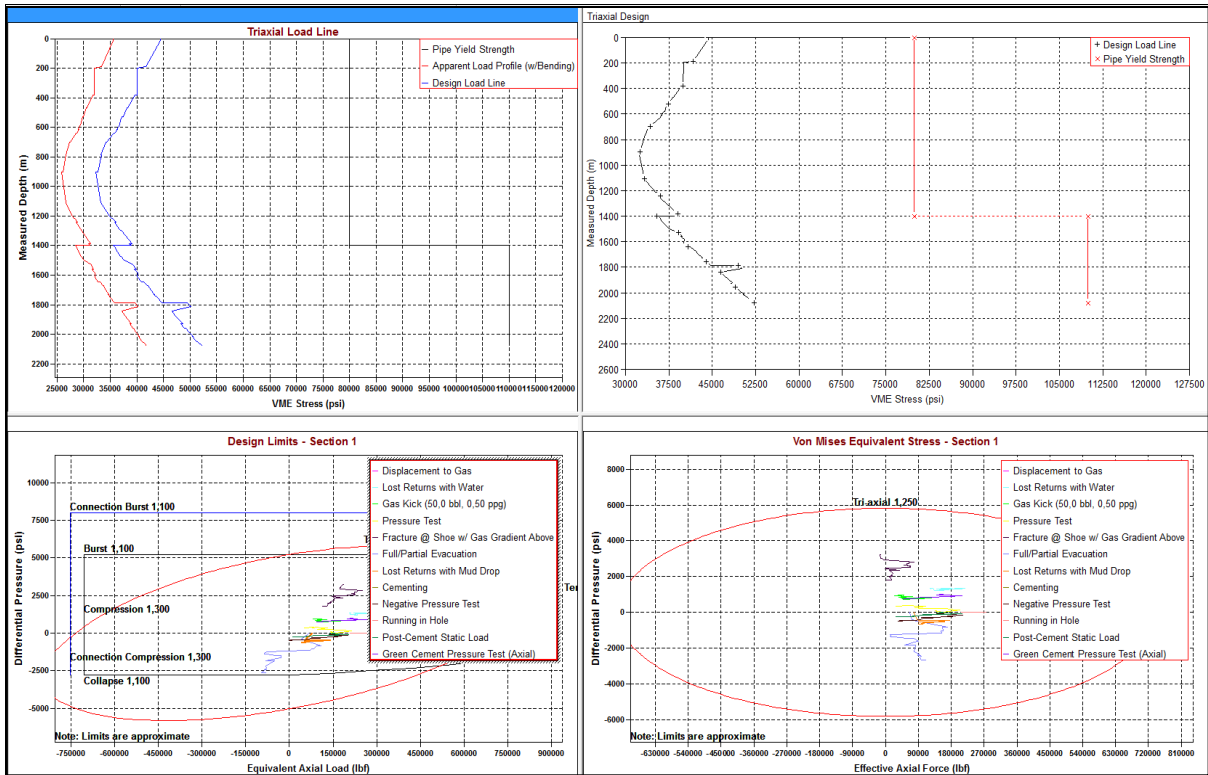 Triaxial Load Line
Pipe Yield Strength
Apparent Load Profile (w/Bending)
Design Load Line
0
200
400
600
800
1000
1200
1400
1600
1800
2000
2200
Measured Depth (m)
25000 30000 35000 40000 45000 50000 55000 60000 65000 70000 75000 80000 85000 90000 95000 100000 105000 110000 115000 120000
VME Stress (psi)
Triaxial Design
Design Load Line
Pipe Yield Strength
0
200
400
600
800
1000
1200
1400
1600
1800
2000
2200
2400
2600
Measured Depth (m)
30000 37500 45000 52500 60000 67500 75000 82500 90000 97500 105000 112500 120000 127500
VME Stress (psi)
Design Limits - Section 1
Displacement to Gas
Lost Returns with Water
Gas Kick (50,0 bbl, 0,50 ppg)
Pressure Test
Fracture @ Shoe w/ Gas Gradient Above
Full/Partial Evacuation
Lost Returns with Mud Drop
Cementing
Negative Pressure Test
Running in Hole
Post-Cement Static Load
Green Cement Pressure Test (Axial)
10000
7500
5000
2500
0
-2500
-5000
Differential Pressure (psi)
Connection Burst 1,100
Burst 1,100
Compression 1,300
Connection Compression 1,300
Collapse 1,100
Note: Limits are approximate
-750000 -600000 -450000 -300000 -150000 0 150000 300000 450000 600000 750000 900000
Equivalent Axial Load (lbf)
Von Mises Equivalent Stress - Section 1
Displacement to Gas
Lost Returns with Water
Gas Kick (50,0 bbl, 0,50 ppg)
Pressure Test
Fracture @ Shoe w/ Gas Gradient Above
Full/Partial Evacuation
Lost Returns with Mud Drop
Cementing
Negative Pressure Test
Running in Hole
Post-Cement Static Load
Green Cement Pressure Test (Axial)
8000
6000
4000
2000
0
-2000
-4000
-6000
Differential Pressure (psi)
Tri-axial 1,250
Note: Limits are approximate
-630000 -540000 -450000 -360000 -270000 -180000 -90000 0 90000 180000 270000 360000 450000 540000 630000 720000 810000
Effective Axial Force (lbf)